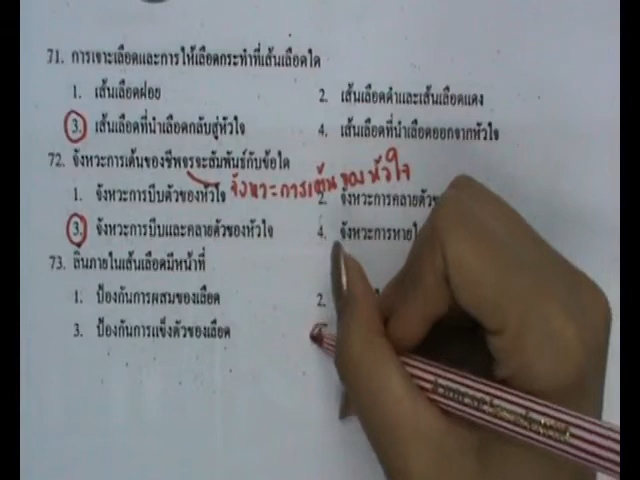 71. การเจาะเลือดและการให้เลือดกระทำที่เส้นเลือดใด
1. เส้นเลือดฝอย 2. เส้นเลือดดำและเส้นเลือดแดง
3. เส้นเลือดที่นำเลือดกลับสู่หัวใจ 4. เส้นเลือดที่นำเลือดออกจากหัวใจ
72. จังหวะการเต้นของชีพจรจะสัมพันธ์กับข้อใด
จังหวะการเต้นของหัวใจ
1. จังหวะการบีบตัวของหัวใจ 2. จังหวะการคลายตัว
3. จังหวะการบีบและคลายตัวของหัวใจ 4. จังหวะการหาย
73. ลิ้นภายในเส้นเลือดมีหน้าที่
1. ป้องกันการผสมของเลือด 2.
3. ป้องกันการแข็งตัวของเลือด